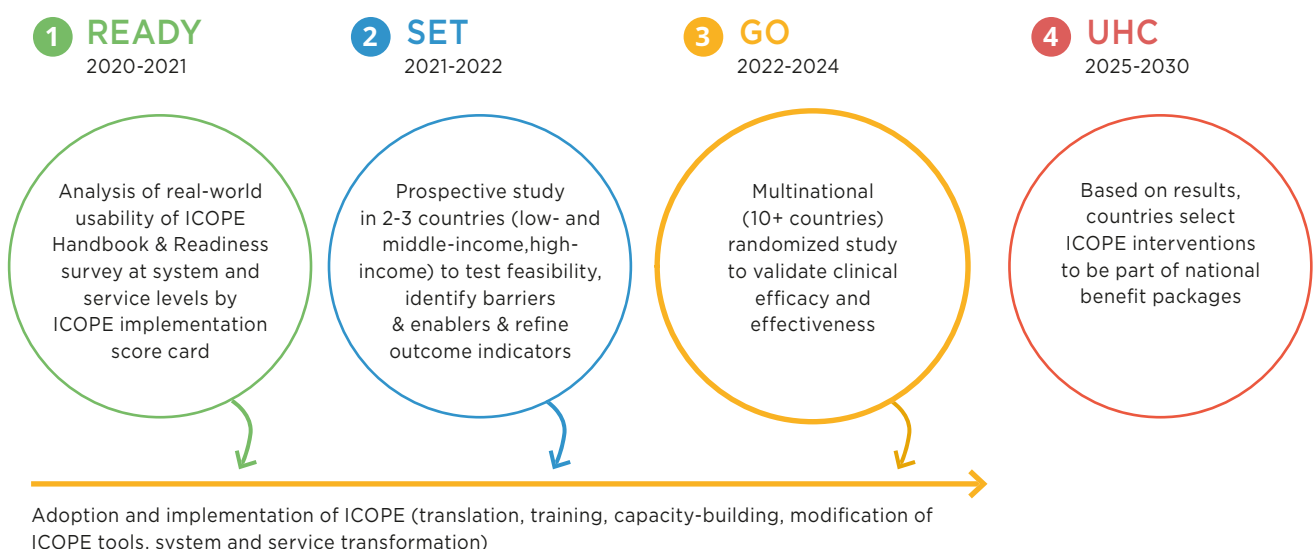 1 READY
2020-2021
Analysis of real-world
usability of ICOPE
Handbook & Readiness
survey at system and
service levels by
ICOPE implementation
score card
2 SET
2021-2022
Prospective study
in 2-3 countries (low- and
middle-income,high-
income) to test feasibility,
identify barriers
& enablers & refine
outcome indicators
3 GO
2022-2024
Multinational
(10+ countries)
randomized study
to validate clinical
efficacy and
effectiveness
4 UHC
2025-2030
Based on results,
countries select
ICOPE interventions
to be part of national
benefit packages
Adoption and implementation of ICOPE (translation, training, capacity-building, modification of
ICOPE tools, system and service transformation)